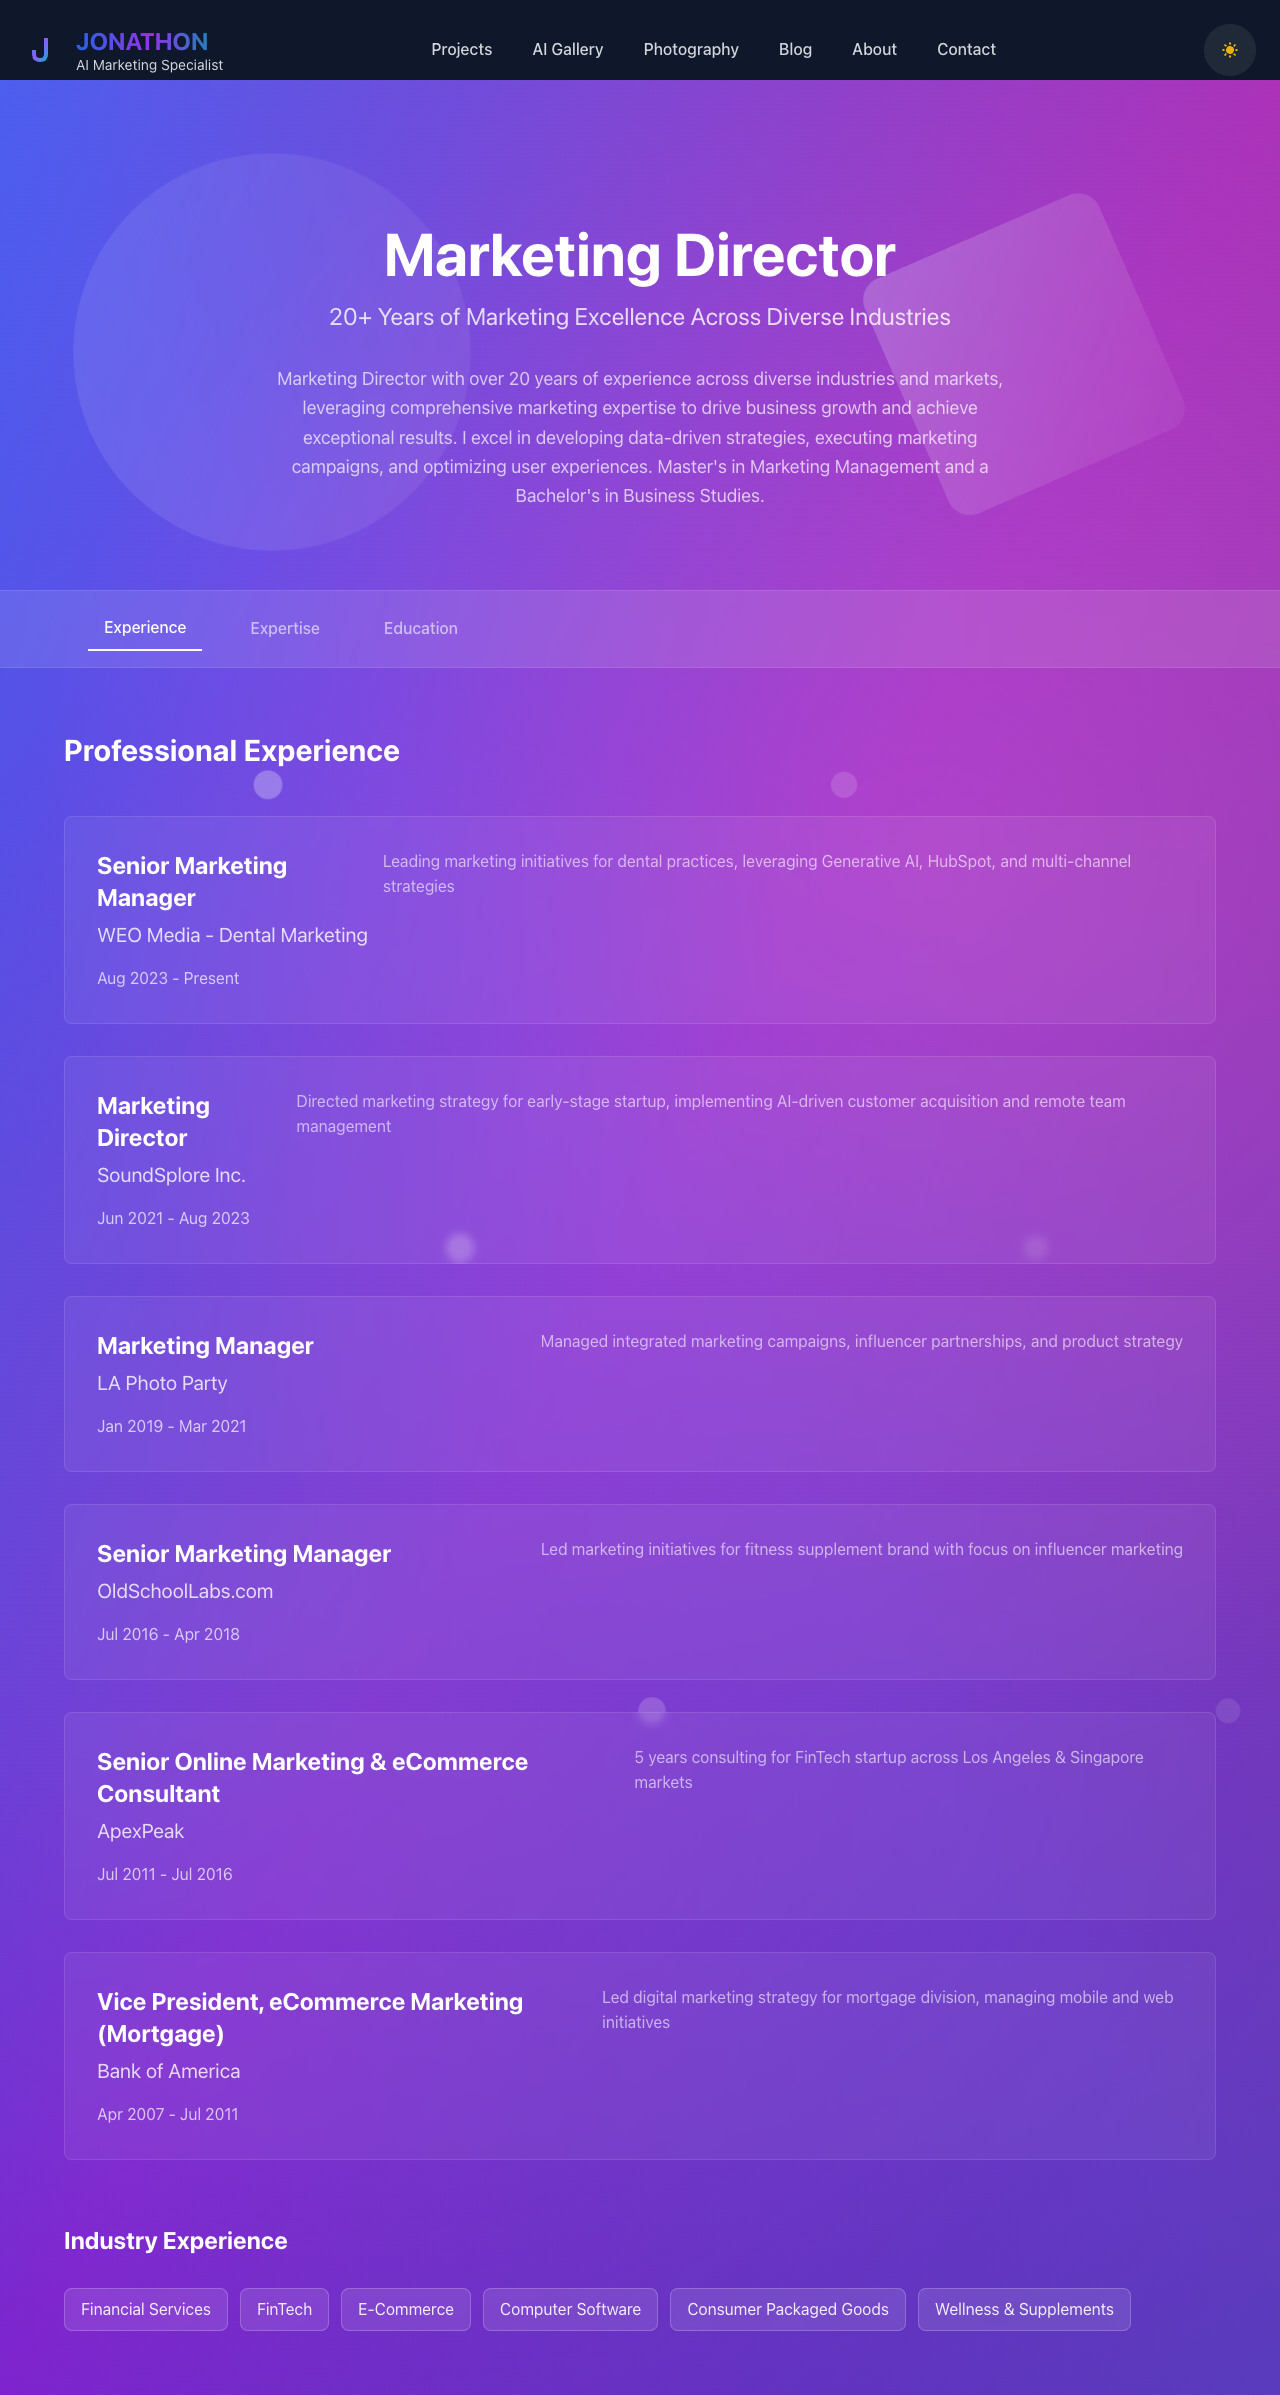 J
JONATHON
AI Marketing Specialist
Projects
AI Gallery
Photography
Blog
About
Contact
Marketing Director
20+ Years of Marketing Excellence Across Diverse Industries
Marketing Director with over 20 years of experience across diverse industries and markets,
leveraging comprehensive marketing expertise to drive business growth and achieve
exceptional results. I excel in developing data-driven strategies, executing marketing
campaigns, and optimizing user experiences. Master's in Marketing Management and a
Bachelor's in Business Studies.
Experience
Expertise
Education
Professional Experience
Senior Marketing
Manager
WEO Media - Dental Marketing
Aug 2023 - Present
Leading marketing initiatives for dental practices, leveraging Generative AI, HubSpot, and multi-channel
strategies
Marketing
Director
SoundSplore Inc.
Jun 2021 - Aug 2023
Directed marketing strategy for early-stage startup, implementing AI-driven customer acquisition and remote team
management
Marketing Manager
LA Photo Party
Jan 2019 - Mar 2021
Managed integrated marketing campaigns, influencer partnerships, and product strategy
Senior Marketing Manager
OldSchoolLabs.com
Jul 2016 - Apr 2018
Led marketing initiatives for fitness supplement brand with focus on influencer marketing
Senior Online Marketing & eCommerce
Consultant
ApexPeak
Jul 2011 - Jul 2016
5 years consulting for FinTech startup across Los Angeles & Singapore
markets
Vice President, eCommerce Marketing
(Mortgage)
Bank of America
Apr 2007 - Jul 2011
Led digital marketing strategy for mortgage division, managing mobile and web
initiatives
Industry Experience
Financial Services
FinTech
E-Commerce
Computer Software
Consumer Packaged Goods
Wellness & Supplements